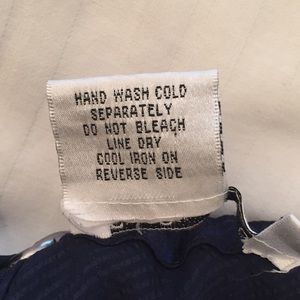 HAND WASH COLD
SEPARATELY
DO NOT BLEACH
LINE DRY
COOL IRON ON
REVERSE SIDE